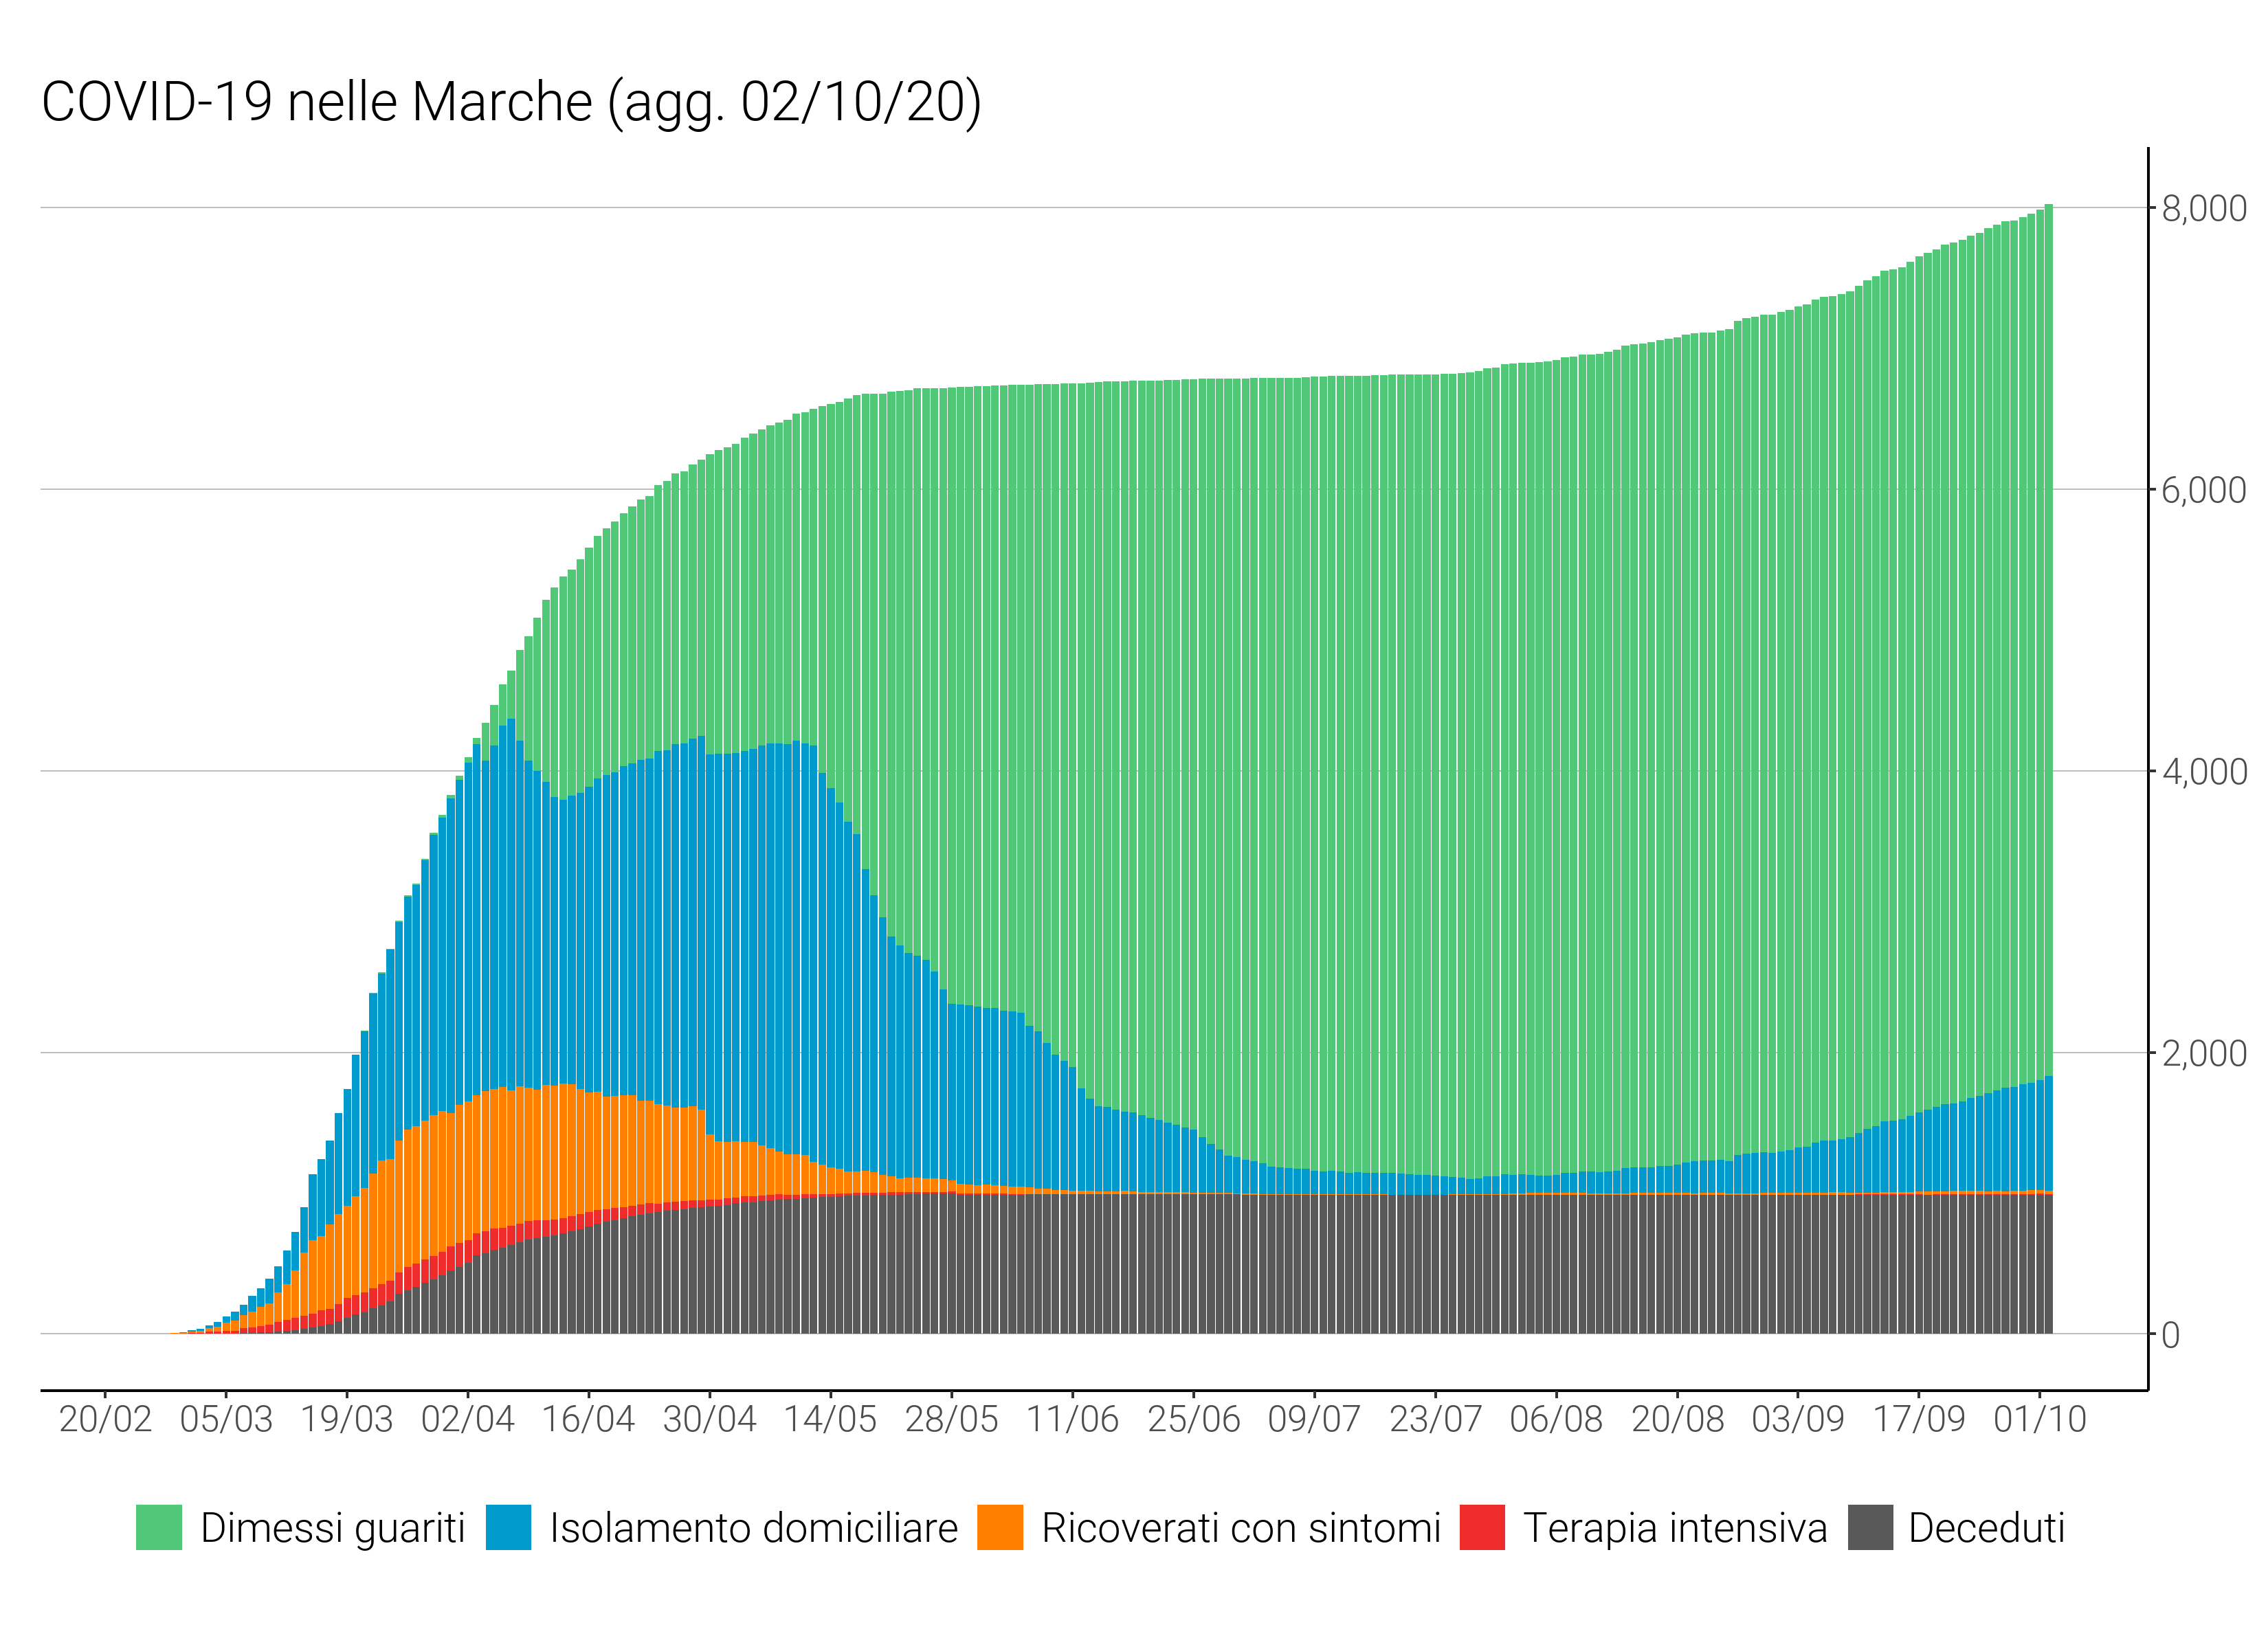 COVID-19 nelle Marche (agg. 02/10/20)
8,000
6,000
4,000
2,000
0
20/02 05/03 19/03 02/04 16/04 30/04 14/05 28/05 11/06 25/06 09/07 23/07 06/08 20/08 03/09 17/09 01/10
Dimessi guariti Isolamento domiciliare Ricoverati con sintomi Terapia intensiva Deceduti